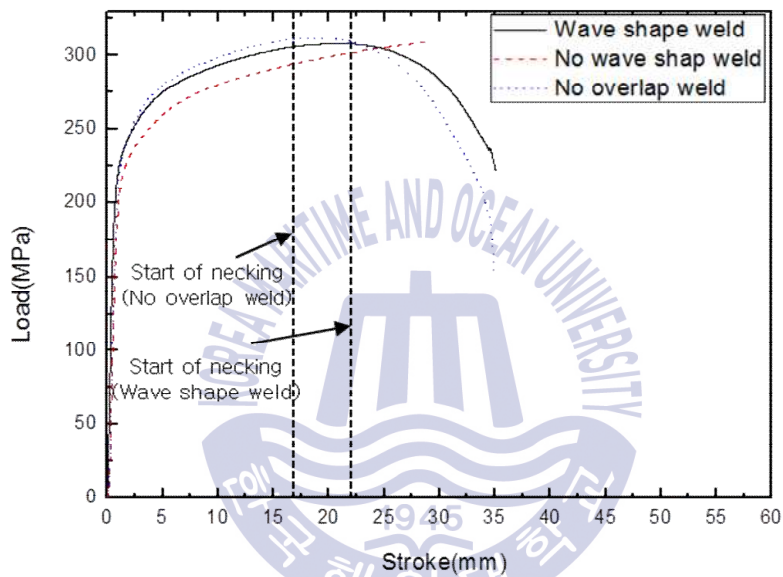 Wave shape weld
No wave shap weld
No overlap weld
Load(MPa)
300
250
200
150
100
50
0
Start of necking
(No overlap weld)
Start of necking
(Wave shape weld)
0 5 10 15 20 25 30 35 40 45 50 55 60
Stroke(mm)
KOREA MARITIME AND OCEAN UNIVERSITY
1945